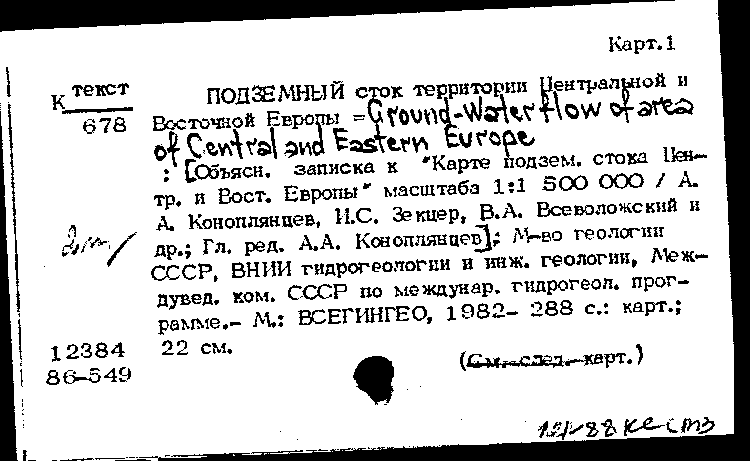 Карт.1
К текст
678
ПОДЗЕМНЫЙ сток территории Центральной и
Восточной Европы =Ground-Water flow of area
of Central and Eastern Europe
: [Объясн. записка к "Карте подзем. стока Цен-
тр. и Вост. Европы" масштаба 1:1 500 000 / А.
А. Коноплянцев, И.С. Зекцер, В.А. Всеволожский и
др.; Гл. ред. А.А. Коноплянцев]; М-во геологии
СССР, ВНИИ гидрогеологии и инж. геологии, Меж-
дувед. ком. СССР по междунар. гидрогеол. прог-
рамме.- М.: ВСЕГИНГЕО, 1982- 288 с.: карт.;
22 см.
12384
86-549
(См. след. карт.)